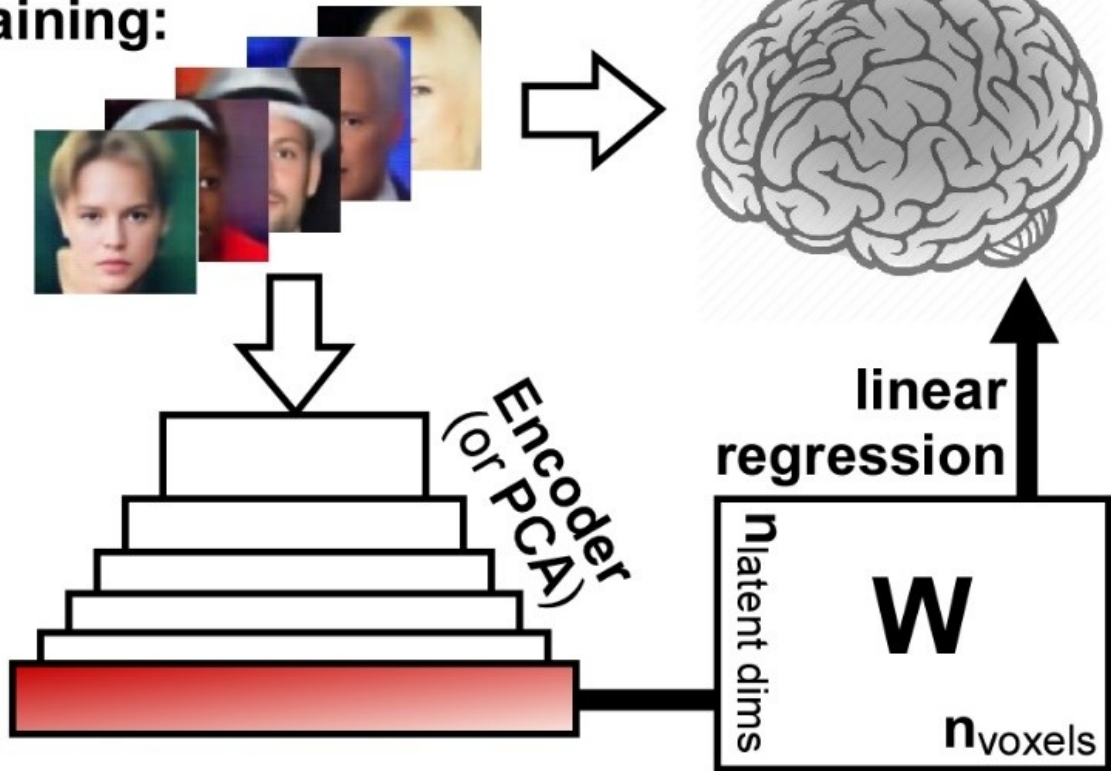 aining:
Encoder
(or PCA)
linear
regression
nlatent dims
W
nvoxels